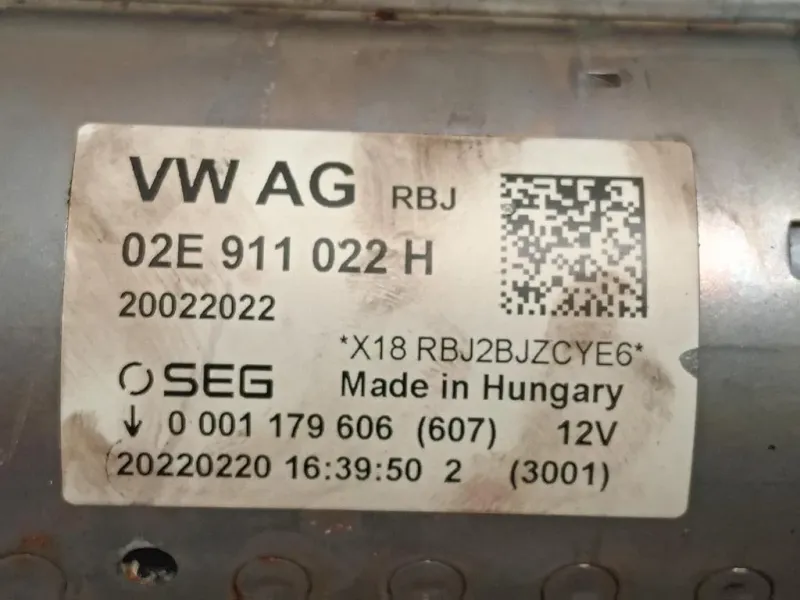 VW AG RBJ
02E 911 022 H
20022022
*X18 RBJ2BJZCYE6*
SEG Made in Hungary
↓ 0 001 179 606 (607) 12V
20220220 16:39:50 2 (3001)